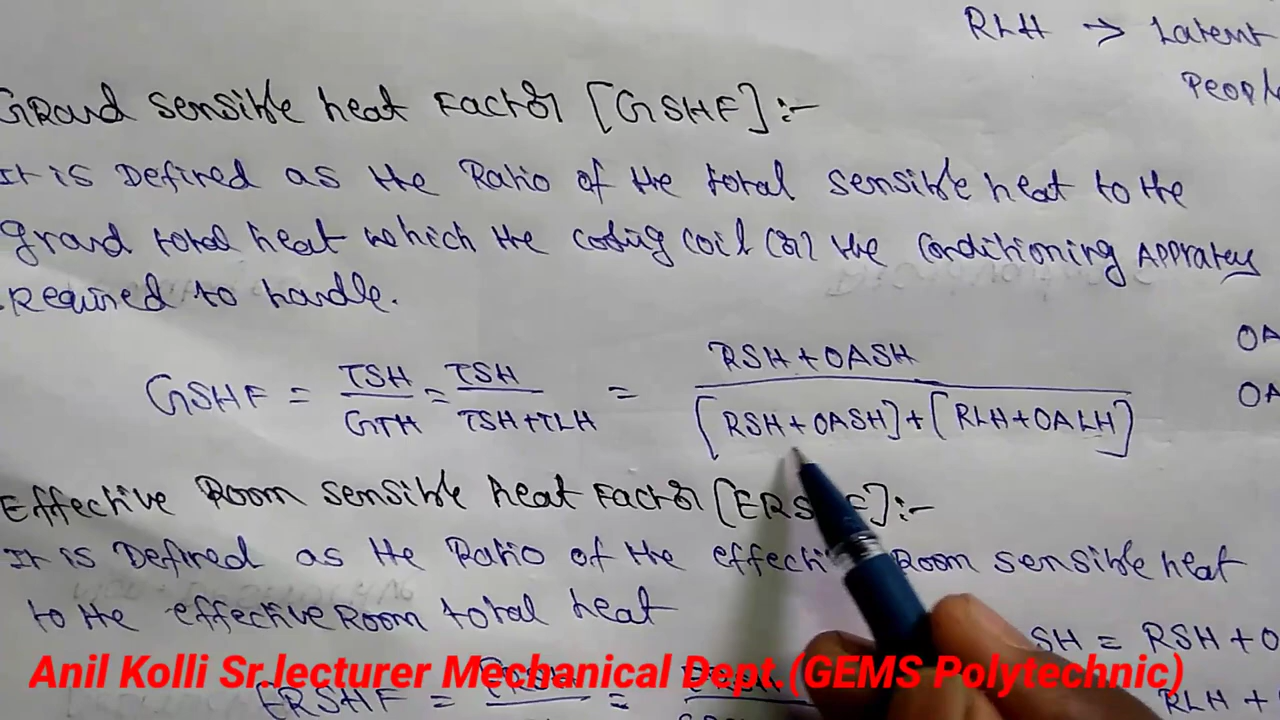 RLH → Latent
People
Grand sensible heat Factor [GSHF]:-
It is Defined as the Ratio of the total sensible heat to the
grand total heat which the cooling coil (or) the conditioning Appratus
Required to handle.
GSHF = TSH/GTH = TSH/TSH+TLH = RSH+OASH/[RSH+OASH]+[RLH+OALH]
OA
OA
Effective Room sensible heat Factor [ERSHF]:-
It is Defined as the Ratio of the effective Room sensible heat
to the effective Room total heat
SH = RSH + O
ERSHF = =
RLH +
Anil Kolli Sr.lecturer Mechanical Dept.(GEMS Polytechnic)